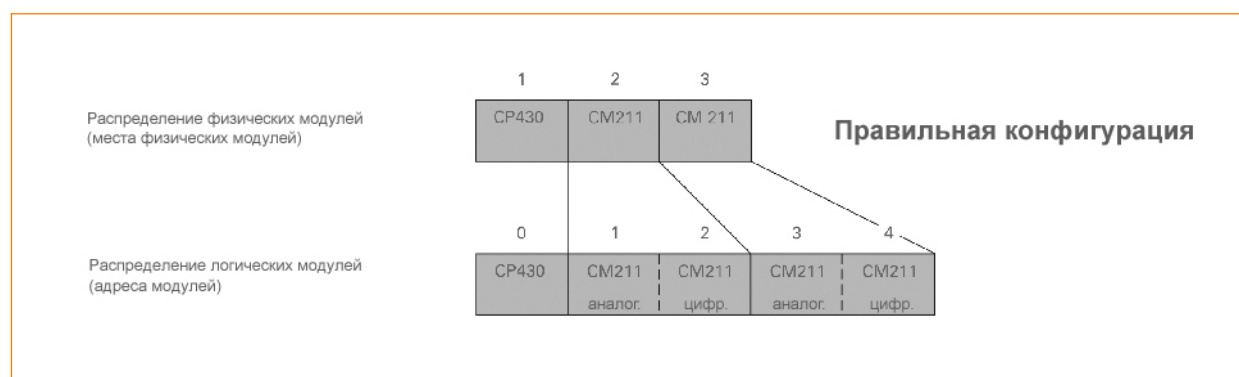 1 2 3
Распределение физических модулей
(места физических модулей)
CP430 CM211 CM 211
Правильная конфигурация
0 1 2 3 4
Распределение логических модулей
(адреса модулей)
CP430 CM211 CM211 CM211 CM211
аналог. цифр. аналог. цифр.